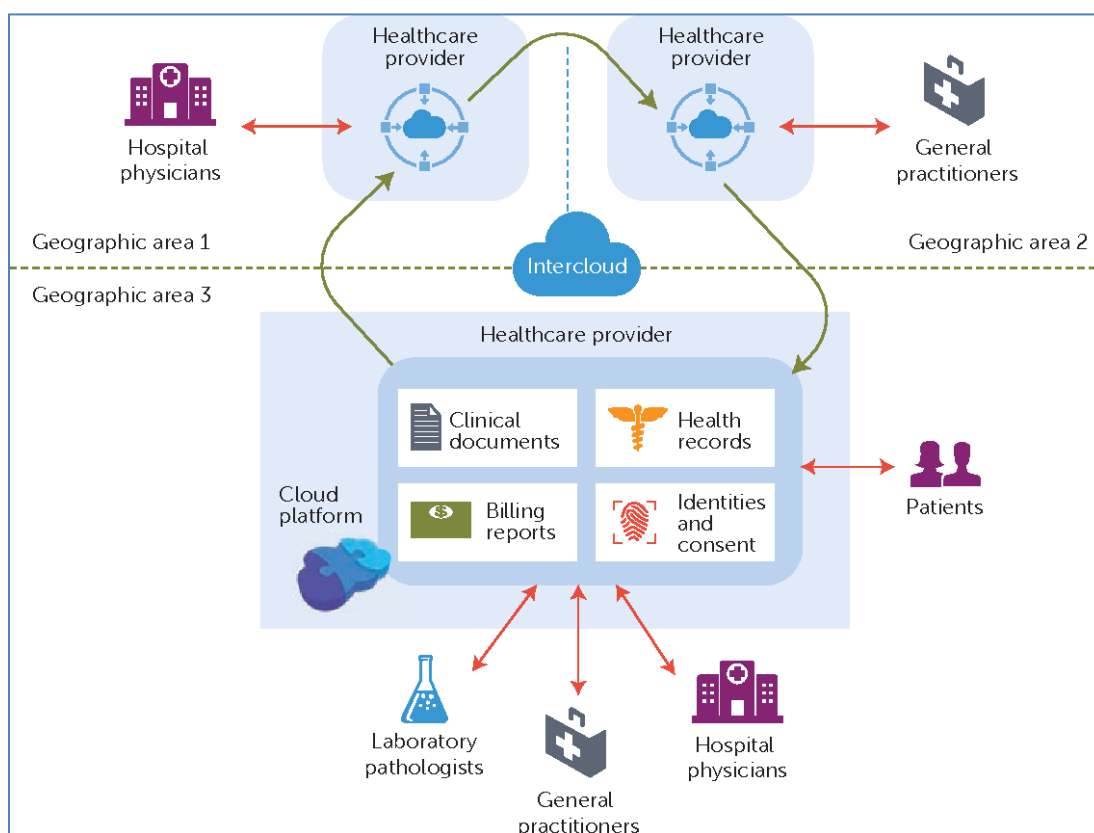 Healthcare
provider
Healthcare
provider
Hospital
physicians
General
practitioners
Geographic area 1
Geographic area 2
Intercloud
Geographic area 3
Healthcare provider
Clinical
documents
Health
records
Cloud
platform
$
Billing
reports
Identities
and
consent
Patients
Laboratory
pathologists
General
practitioners
Hospital
physicians